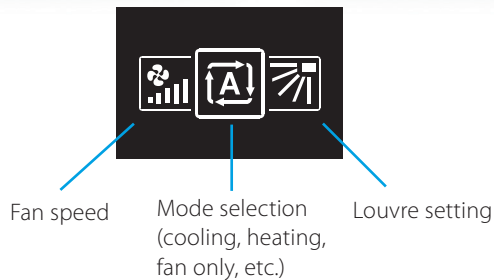 A
Fan speed
Mode selection
(cooling, heating,
fan only, etc.)
Louvre setting